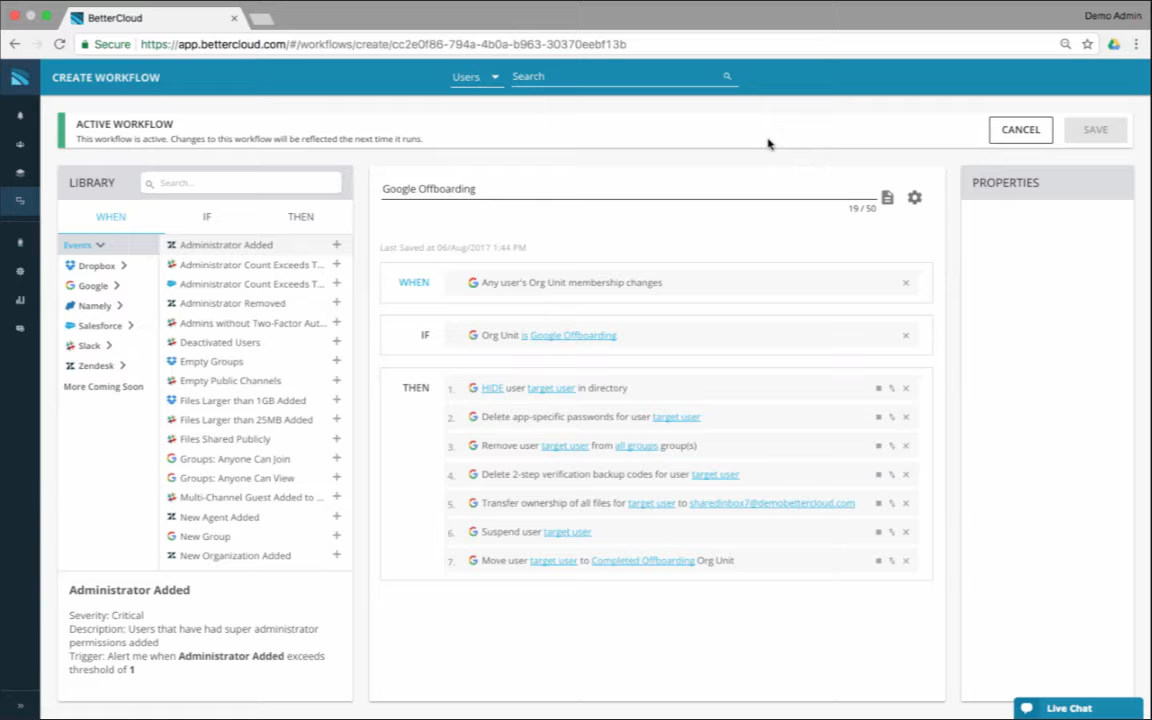 BetterCloud
Demo Admin
Secure https://app.bettercloud.com/#/workflows/create/cc2e0f86-794a-4b0a-b963-30370eebf13b
CREATE WORKFLOW
Users
Search
ACTIVE WORKFLOW
This workflow is active. Changes to this workflow will be reflected the next time it runs.
CANCEL
SAVE
LIBRARY
Search...
WHEN IF THEN
Events
Dropbox
Google
Namely
Salesforce
Slack
Zendesk
More Coming Soon
Administrator Added
Administrator Count Exceeds T...
Administrator Count Exceeds T...
Administrator Removed
Admins without Two-Factor Aut...
Deactivated Users
Empty Groups
Empty Public Channels
Files Larger than 1GB Added
Files Larger than 25MB Added
Files Shared Publicly
Groups: Anyone Can Join
Groups: Anyone Can View
Multi-Channel Guest Added to ...
New Agent Added
New Group
New Organization Added
Administrator Added
Severity: Critical
Description: Users that have had super administrator
permissions added
Trigger: Alert me when Administrator Added exceeds
threshold of 1
Google Offboarding
19 / 50
Last Saved at 06/Aug/2017 1:44 PM
WHEN
Any user's Org Unit membership changes
IF
Org Unit is Google Offboarding
THEN
1. HIDE user target user in directory
2. Delete app-specific passwords for user target user
3. Remove user target user from all groups group(s)
4. Delete 2-step verification backup codes for user target user
5. Transfer ownership of all files for target user to sharedinbox7@demobettercloud.com
6. Suspend user target user
7. Move user target user to Completed Offboarding Org Unit
PROPERTIES
Live Chat